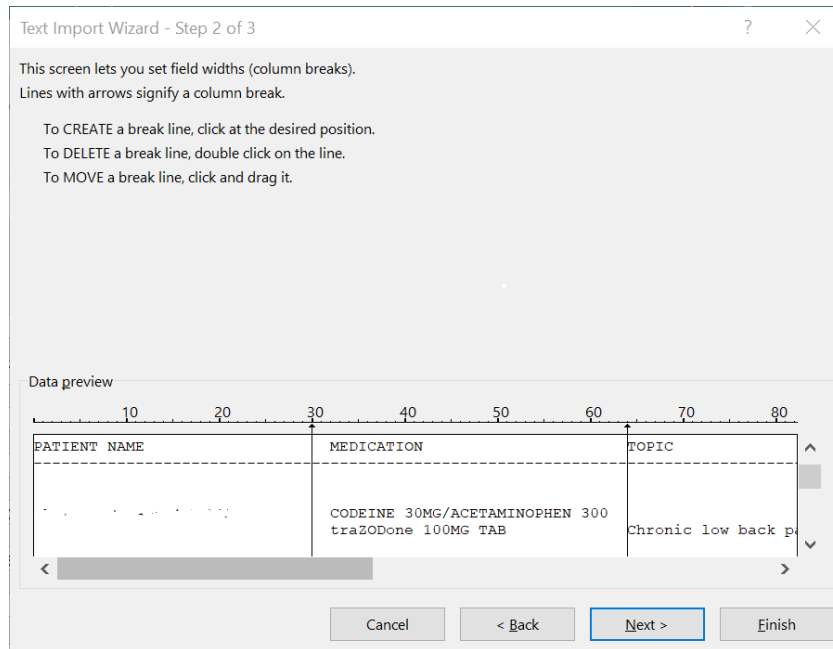 Text Import Wizard - Step 2 of 3 ?
This screen lets you set field widths (column breaks).
Lines with arrows signify a column break.
To CREATE a break line, click at the desired position.
To DELETE a break line, double click on the line.
To MOVE a break line, click and drag it.
Data preview
10 20 30 40 50 60 70 80
PATIENT NAME MEDICATION TOPIC
CODEINE 30MG/ACETAMINOPHEN 300
traZODone 100MG TAB Chronic low back pa
Cancel < Back Next > Finish